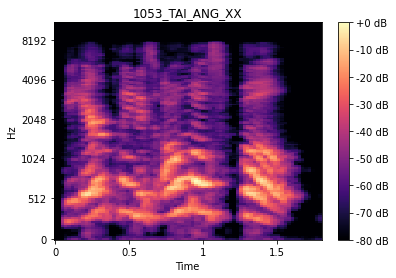 1053_TAI_ANG_XX
+0 dB
8192
-10 dB
4096
-20 dB
-30 dB
2048
Hz
-40 dB
1024
-50 dB
512
-60 dB
-70 dB
0
-80 dB
0 0.5 1 1.5
Time